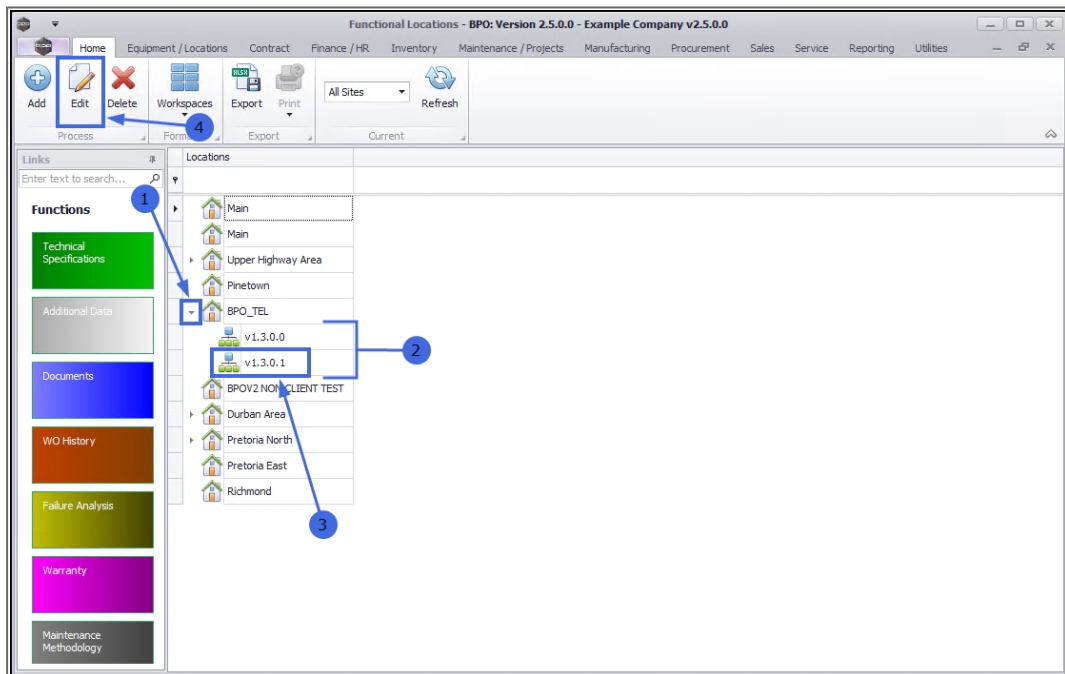 Functional Locations - BPO: Version 2.5.0.0 - Example Company v2.5.0.0
Home Equipment / Locations Contract Finance / HR Inventory Maintenance / Projects Manufacturing Procurement Sales Service Reporting Utilities
Add Edit Delete Workspaces Export Print All Sites Refresh
4
Process Export Current
Links
Enter text to search...
Locations
1
Functions
Technical
Specifications
Additional Data
Documents
WO History
Failure Analysis
Warranty
Maintenance
Methodology
Main
Main
Upper Highway Area
Pinetown
BPO_TEL
v1.3.0.0
2
v1.3.0.1
BPOV2 NON CLIENT TEST
Durban Area
Pretoria North
Pretoria East
Richmond
3